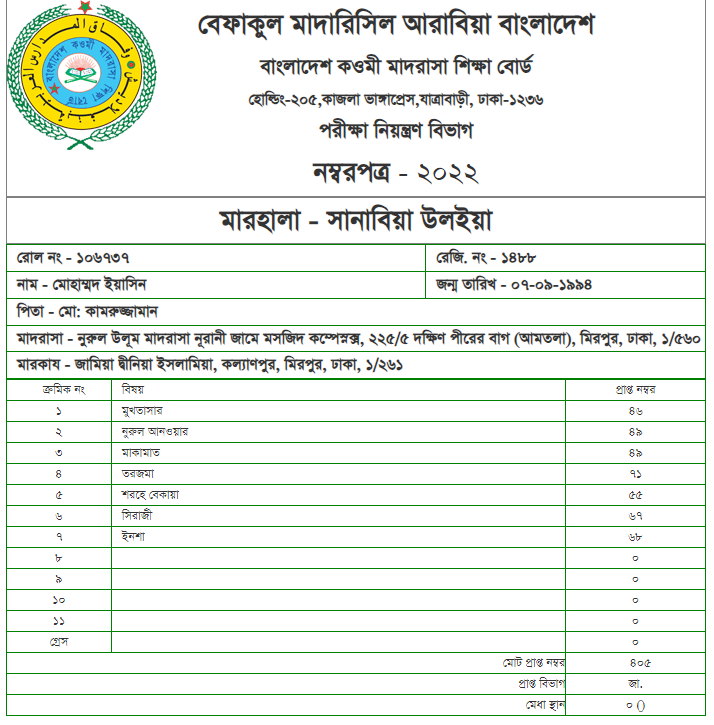 বেফাকুল মাদারিসিল আরাবিয়া বাংলাদেশ
বাংলাদেশ কওমী মাদরাসা শিক্ষা বোর্ড
হোল্ডিং-২০৫,কাজলা ভাঙ্গাপ্রেস,যাত্রাবাড়ী, ঢাকা-১২৩৬
পরীক্ষা নিয়ন্ত্রণ বিভাগ
নম্বরপত্র - ২০২২
মারহালা - সানাবিয়া উলইয়া
রোল নং - ১০৬৭৩৭ রেজি. নং - ১৪৮৮
নাম - মোহাম্মদ ইয়াসিন জন্ম তারিখ - ০৭-০৯-১৯৯৪
পিতা - মো: কামরুজ্জামান
মাদরাসা - নুরুল উলূম মাদরাসা নূরানী জামে মসজিদ কম্পেস্নক্স, ২২৫/৫ দক্ষিণ পীরের বাগ (আমতলা), মিরপুর, ঢাকা, ১/৫৬০
মারকায - জামিয়া দ্বীনিয়া ইসলামিয়া, কল্যাণপুর, মিরপুর, ঢাকা, ১/২৬১
ক্রমিক নং বিষয় প্রাপ্ত নম্বর
১ মুখতাসার ৪৬
২ নুরুল আনওয়ার ৪৯
৩ মাকামাত ৪৯
৪ তরজমা ৭১
৫ শরহে বেকায়া ৫৫
৬ সিরাজী ৬৭
৭ ইনশা ৬৮
৮ ০
৯ ০
১০ ০
১১ ০
গ্রেস ০
মোট প্রাপ্ত নম্বর ৪০৫
প্রাপ্ত বিভাগ জা.
মেধা স্থান ০ ()